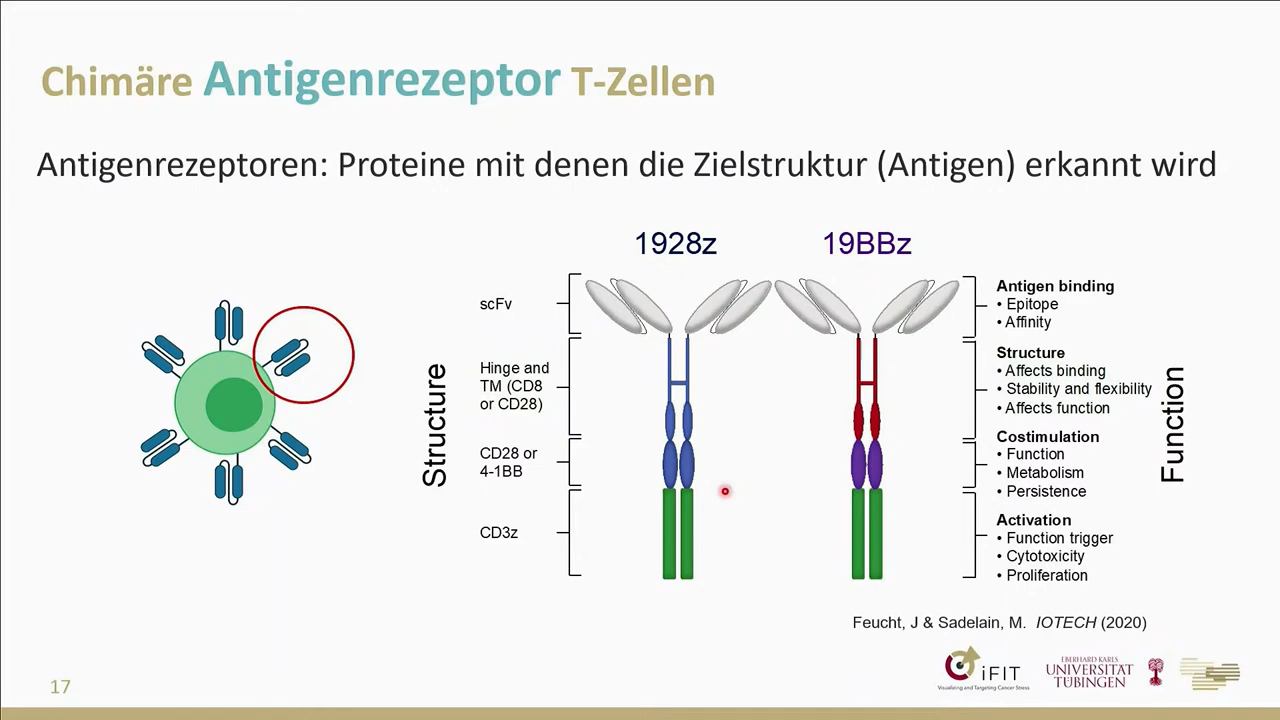 Chimäre Antigenrezeptor T-Zellen
Antigenrezeptoren: Proteine mit denen die Zielstruktur (Antigen) erkannt wird
1928z
19BBz
Structure
scFv
Hinge and
TM (CD8
or CD28)
CD28 or
4-1BB
CD3z
Antigen binding
• Epitope
• Affinity
Structure
• Affects binding
• Stability and flexibility
• Affects function
Costimulation
• Function
• Metabolism
• Persistence
Activation
• Function trigger
• Cytotoxicity
• Proliferation
Function
Feucht, J & Sadelain, M. IOTECH (2020)
iFIT
Visualizing and Targeting Cancer Stress
EBERHARD KARLS
UNIVERSITÄT
TÜBINGEN
17